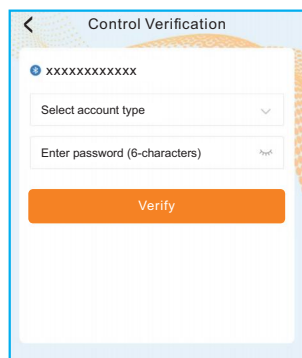 Control Verification
xxxxxxxxxxxx
Select account type
Enter password (6-characters)
Verify